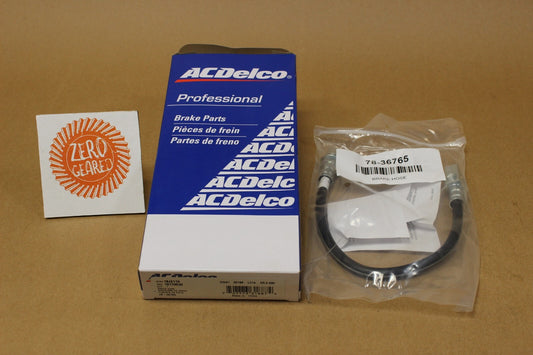 ZERO
GEARED
ACDelco
Professional
Brake Parts
Pièces de frein
Partes de freno
ACDelco
ACDelco
ACDelco
ACDelco
78-36765
BRAKE HOSE